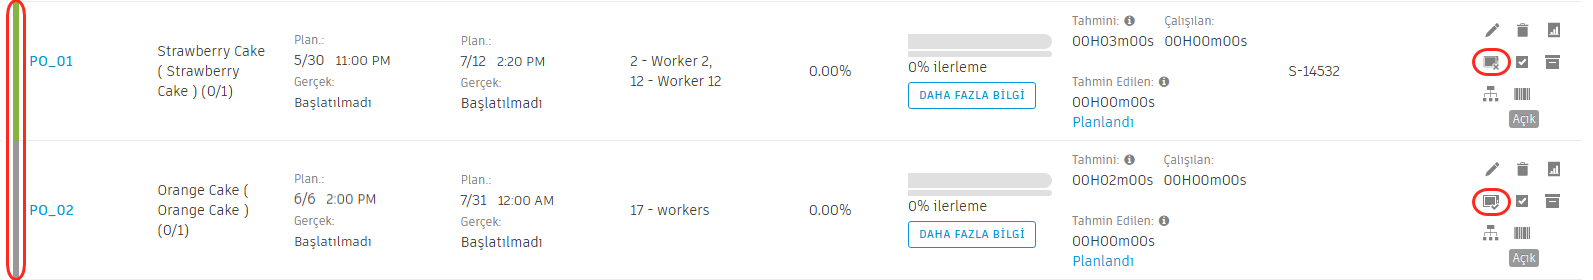 PO_01
Strawberry Cake
( Strawberry
Cake ) (0/1)
Plan.:
5/30 11:00 PM
Gerçek:
Başlatılmadı
Plan.:
7/12 2:20 PM
Gerçek:
Başlatılmadı
2 - Worker 2,
12 - Worker 12
0.00%
0% ilerleme
DAHA FAZLA BİLGİ
Tahmini: Çalışılan:
00H03m00s 00H00m00s
Tahmin Edilen:
00H00m00s
Planlandı
S-14532
Açık
PO_02
Orange Cake (
Orange Cake )
(0/1)
Plan.:
6/6 2:00 PM
Gerçek:
Başlatılmadı
Plan.:
7/31 12:00 AM
Gerçek:
Başlatılmadı
17 - workers
0.00%
0% ilerleme
DAHA FAZLA BİLGİ
Tahmini: Çalışılan:
00H02m00s 00H00m00s
Tahmin Edilen:
00H00m00s
Planlandı
Açık